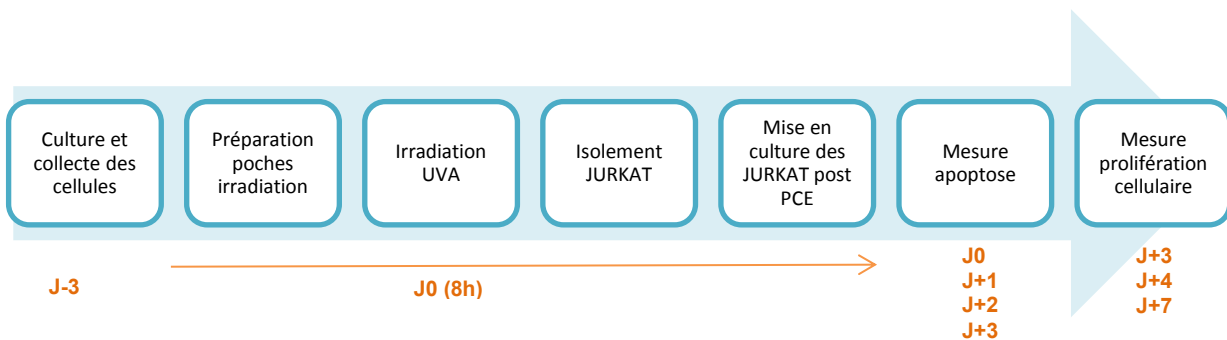 Culture et
collecte des
cellules
Préparation
poches
irradiation
Irradiation
UVA
Isolement
JURKAT
Mise en
culture des
JURKAT post
PCE
Mesure
apoptose
Mesure
prolifération
cellulaire
J-3
J0 (8h)
J0
J+1
J+2
J+3
J+3
J+4
J+7